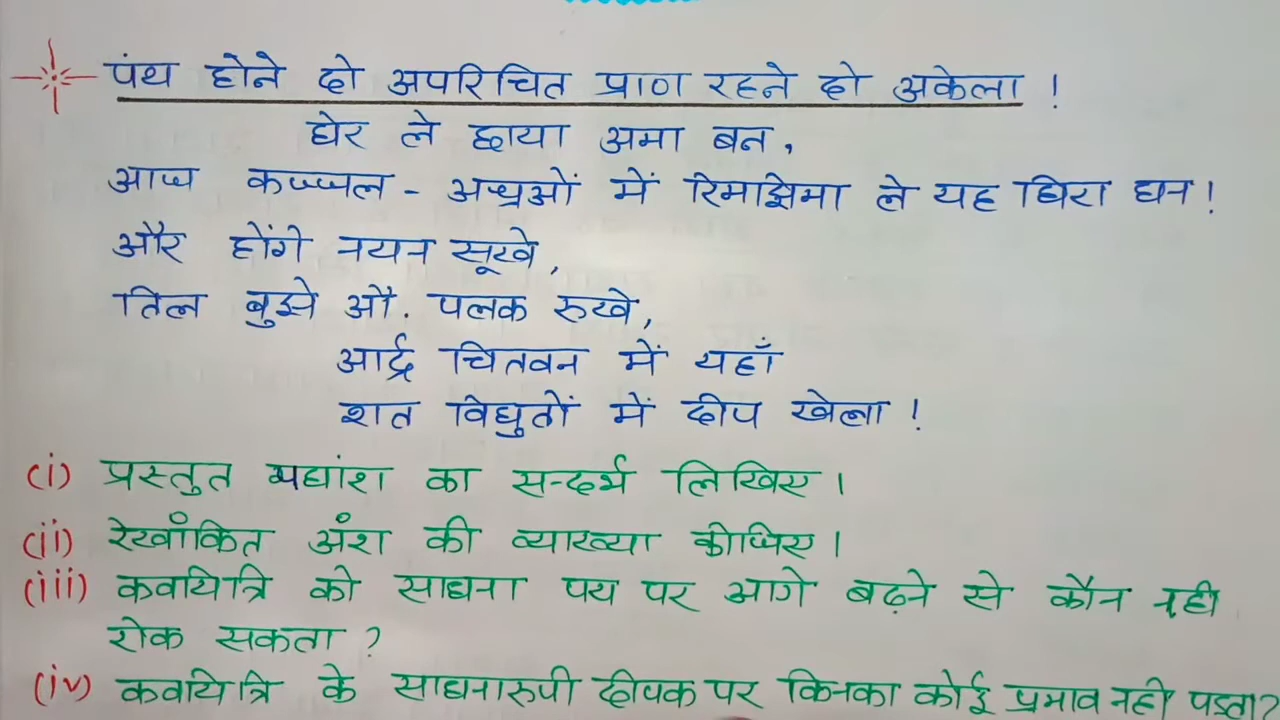 पंथ होने दो अपरिचित प्राण रहने दो अकेला !
घेर ले छाया अमा बन,
आज कज्जल - अश्रुओं में रिमझिमा ले यह घिरा घन !
और होंगे नयन सूखे,
तिल बुझे औ. पलक रुखे,
आर्द्र चितवन में यहाँ
शत विद्युतों में दीप खेला !
(i) प्रस्तुत पद्यांश का सन्दर्भ लिखिए ।
(ii) रेखांकित अंश की व्याख्या कीजिए ।
(iii) कवयित्रि को साधना पथ पर आगे बढ़ने से कौन नही
रोक सकता ?
(iv) कवयित्रि के साधनारुपी दीपक पर किनका कोई प्रभाव नही पडता?